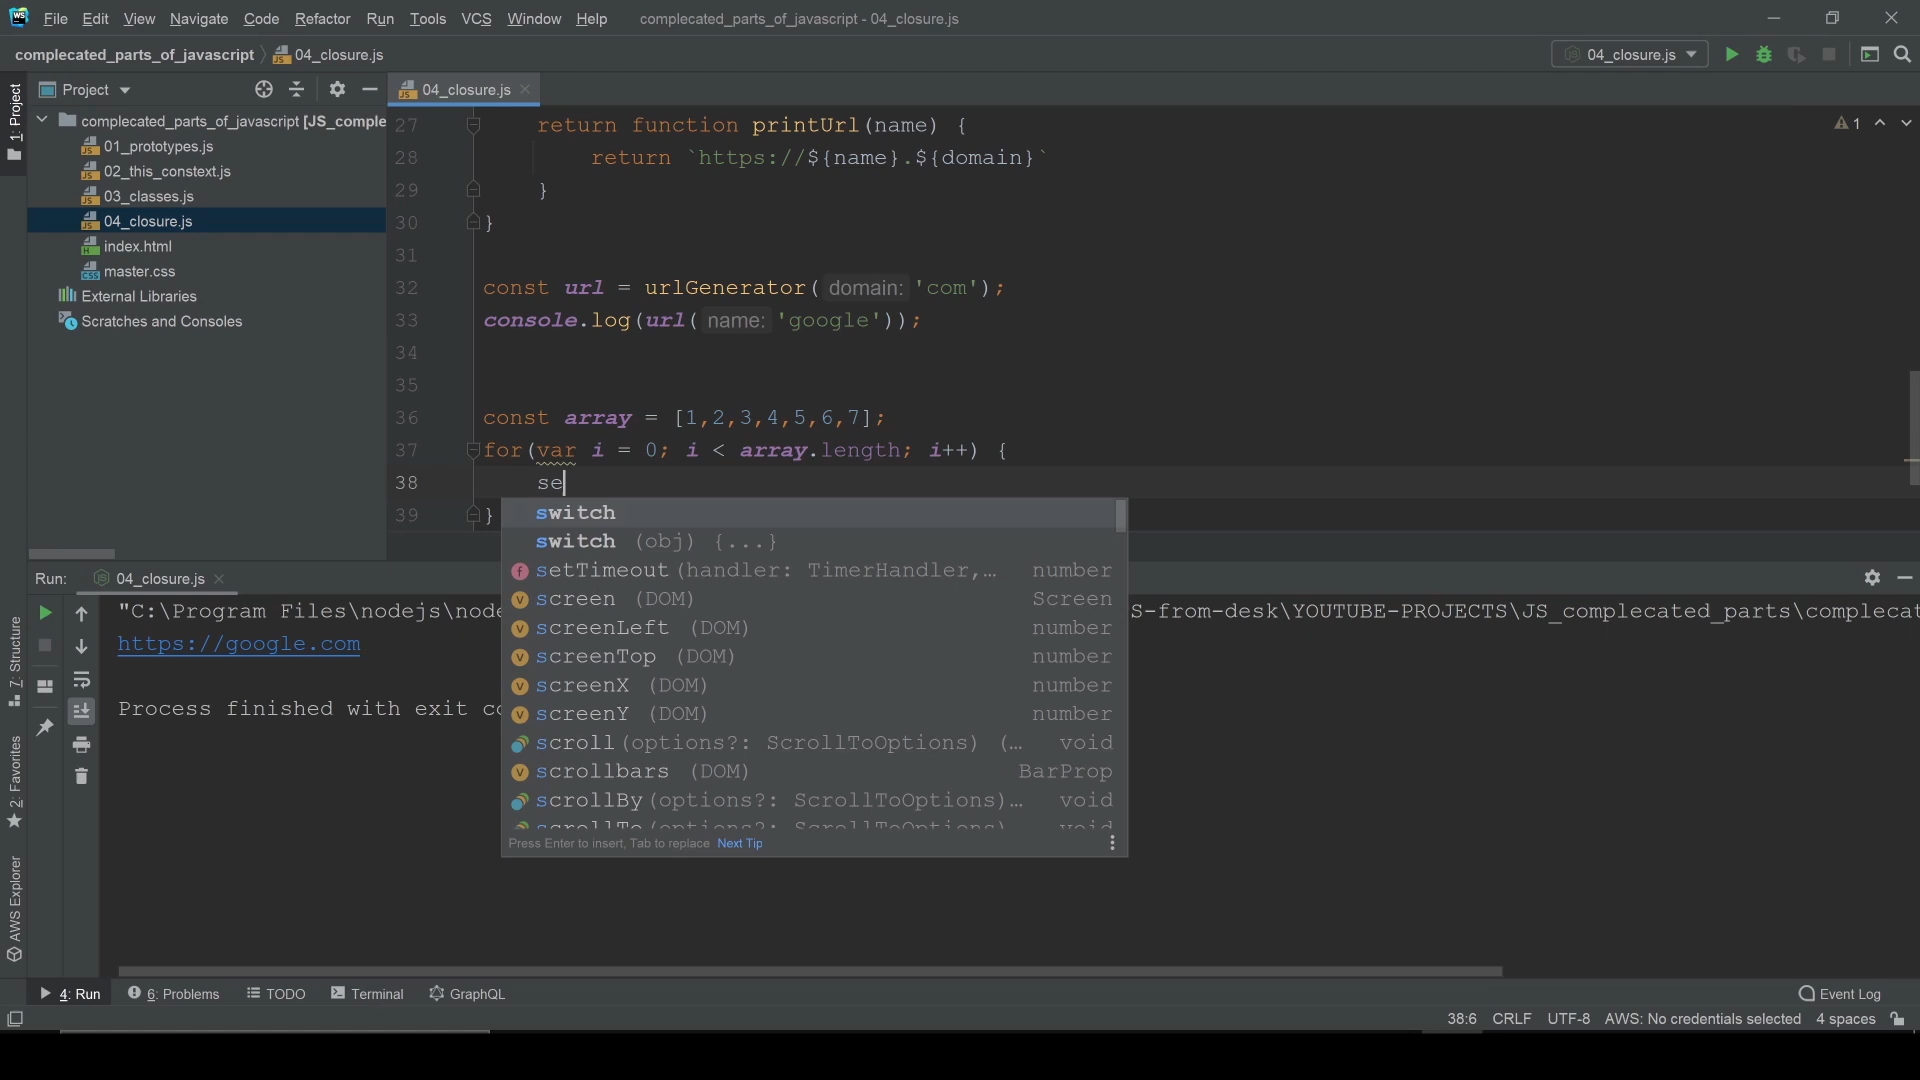 File Edit View Navigate Code Refactor Run Tools VCS Window Help complecated_parts_of_javascript - 04_closure.js
complecated_parts_of_javascript 04_closure.js 04_closure.js
1: Project
Project
04_closure.js
complecated_parts_of_javascript [JS_comple
01_prototypes.js
02_this_constext.js
03_classes.js
04_closure.js
index.html
master.css
External Libraries
Scratches and Consoles
27 return function printUrl(name) { 1
28 return `https://${name}.${domain}`
29 }
30 }
31
32 const url = urlGenerator( domain: 'com');
33 console.log(url( name: 'google'));
34
35
36 const array = [1,2,3,4,5,6,7];
37 for(var i = 0; i < array.length; i++) {
38 se
39 }
switch
switch (obj) {...}
setTimeout(handler: TimerHandler,… number
screen (DOM) Screen
screenLeft (DOM) number
screenTop (DOM) number
screenX (DOM) number
screenY (DOM) number
scroll(options?: ScrollToOptions) (… void
scrollbars (DOM) BarProp
scrollBy(options?: ScrollToOptions)… void
scrollTo(options?: ScrollToOptions) void
Press Enter to insert, Tab to replace Next Tip
Run: 04_closure.js
"C:\Program Files\nodejs\node S-from-desk\YOUTUBE-PROJECTS\JS_complecated_parts\complecat
https://google.com
Process finished with exit co
7: Structure
2: Favorites
AWS Explorer
4: Run 6: Problems TODO Terminal GraphQL Event Log
38:6 CRLF UTF-8 AWS: No credentials selected 4 spaces